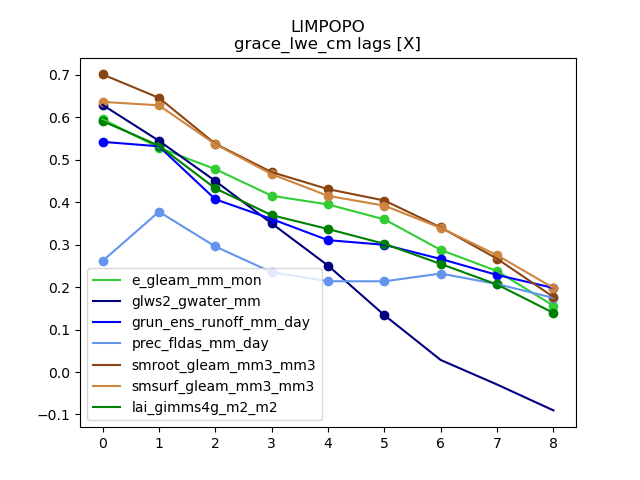 LIMPOPO
grace_lwe_cm lags [X]
0.7
0.6
0.5
0.4
0.3
0.2
0.1
0.0
−0.1
e_gleam_mm_mon
glws2_gwater_mm
grun_ens_runoff_mm_day
prec_fldas_mm_day
smroot_gleam_mm3_mm3
smsurf_gleam_mm3_mm3
lai_gimms4g_m2_m2
0 1 2 3 4 5 6 7 8